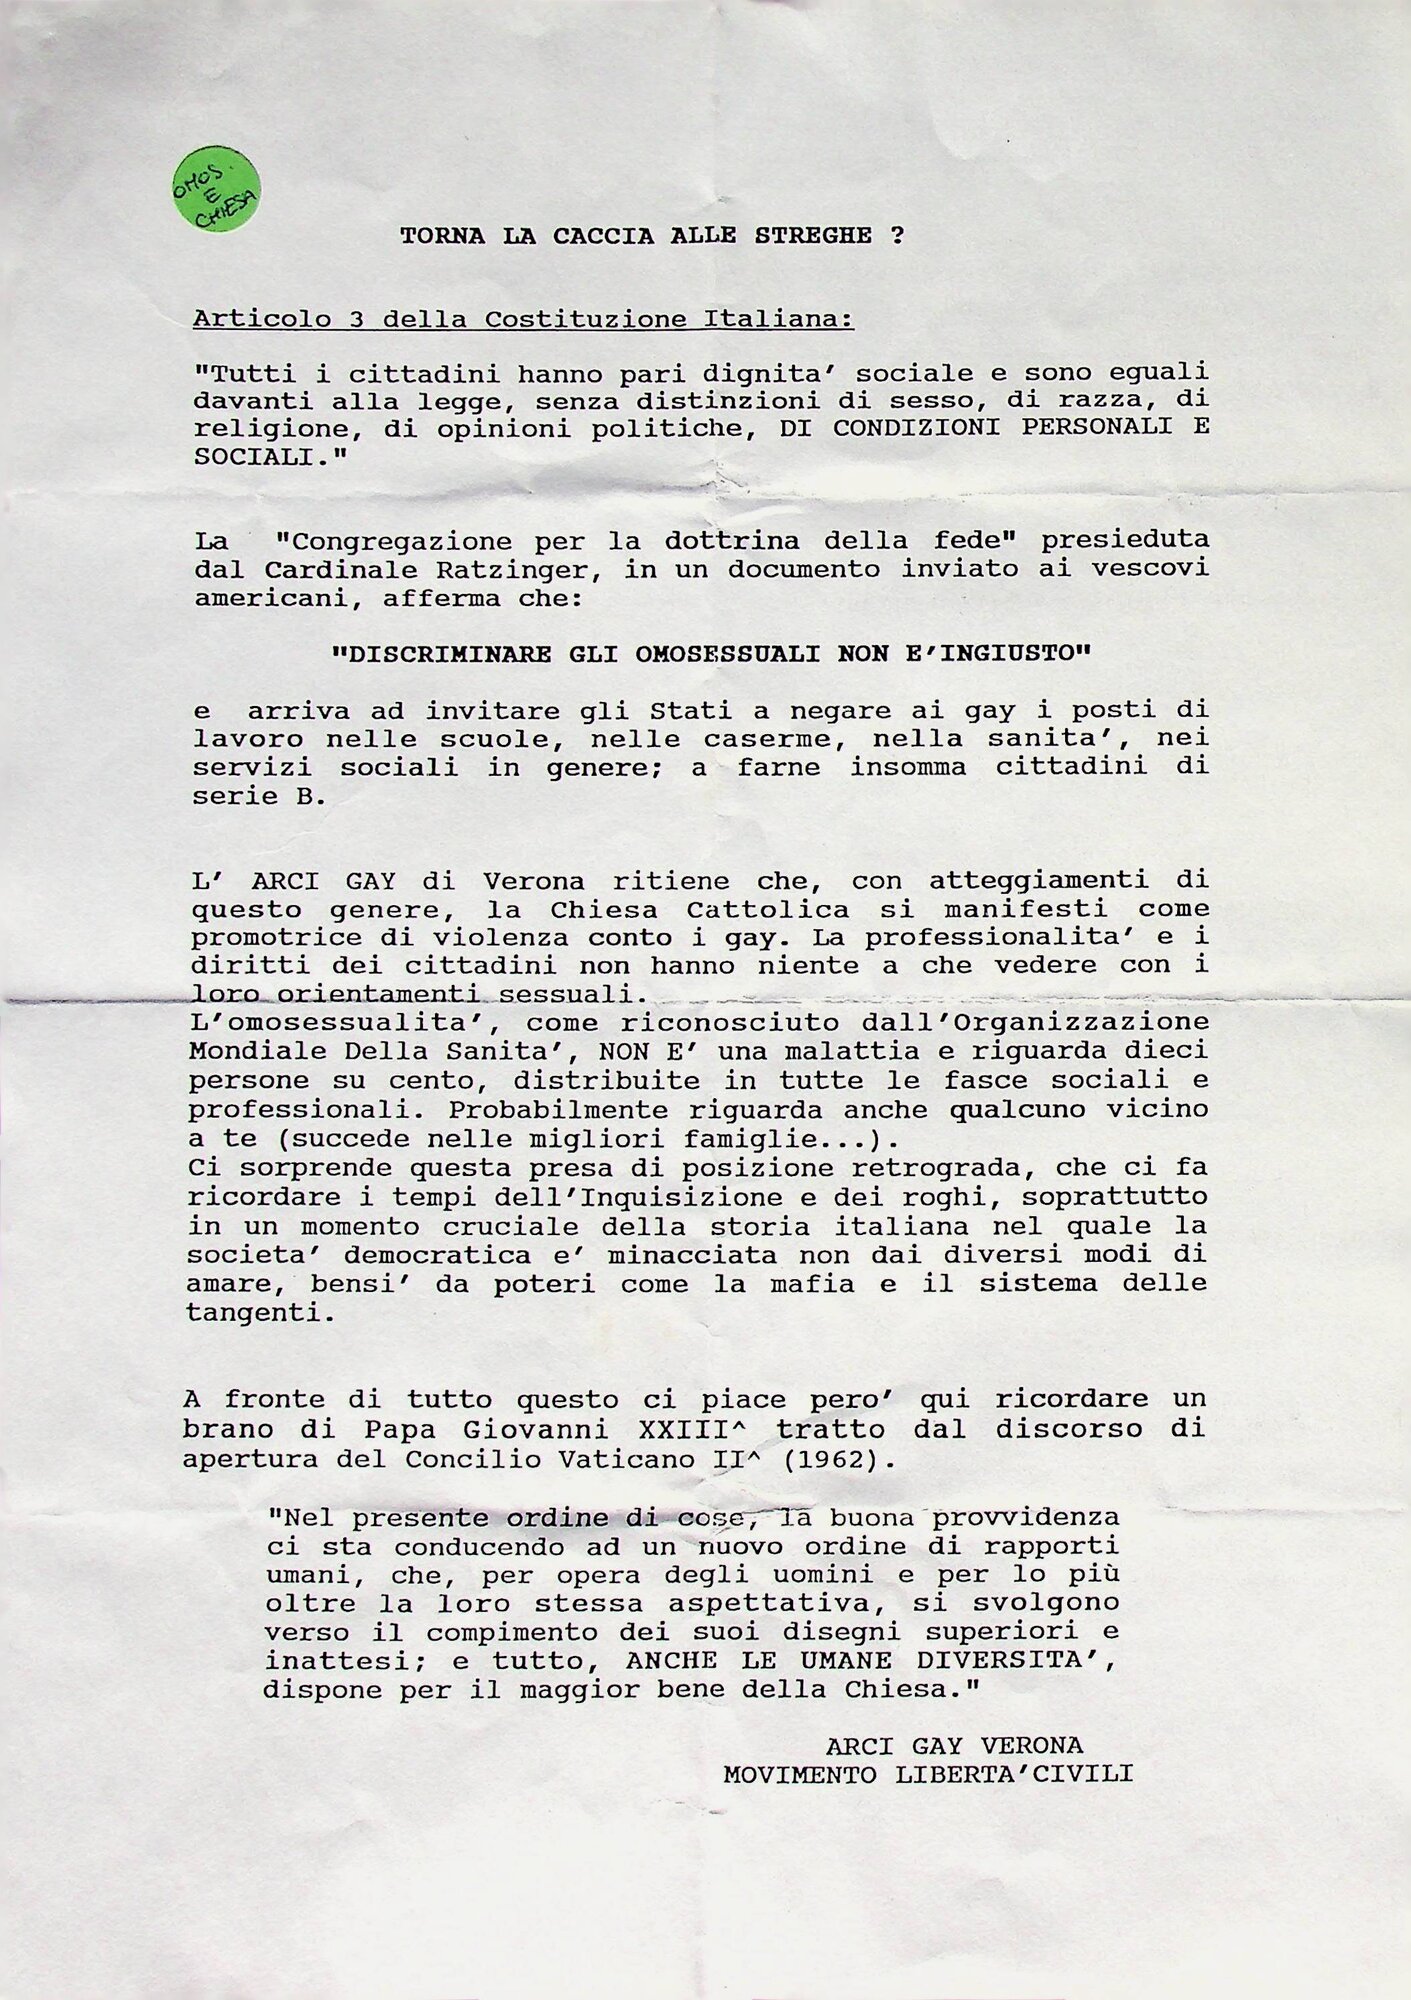 OMOS.
E
CHIESA
TORNA LA CACCIA ALLE STREGHE ?
Articolo 3 della Costituzione Italiana:
"Tutti i cittadini hanno pari dignita' sociale e sono eguali
davanti alla legge, senza distinzioni di sesso, di razza, di
religione, di opinioni politiche, DI CONDIZIONI PERSONALI E
SOCIALI."
La "Congregazione per la dottrina della fede" presieduta
dal Cardinale Ratzinger, in un documento inviato ai vescovi
americani, afferma che:
"DISCRIMINARE GLI OMOSESSUALI NON E'INGIUSTO"
e arriva ad invitare gli Stati a negare ai gay i posti di
lavoro nelle scuole, nelle caserme, nella sanita', nei
servizi sociali in genere; a farne insomma cittadini di
serie B.
L' ARCI GAY di Verona ritiene che, con atteggiamenti di
questo genere, la Chiesa Cattolica si manifesti come
promotrice di violenza conto i gay. La professionalita' e i
diritti dei cittadini non hanno niente a che vedere con i
loro orientamenti sessuali.
L'omosessualita', come riconosciuto dall'Organizzazione
Mondiale Della Sanita', NON E' una malattia e riguarda dieci
persone su cento, distribuite in tutte le fasce sociali e
professionali. Probabilmente riguarda anche qualcuno vicino
a te (succede nelle migliori famiglie...).
Ci sorprende questa presa di posizione retrograda, che ci fa
ricordare i tempi dell'Inquisizione e dei roghi, soprattutto
in un momento cruciale della storia italiana nel quale la
societa' democratica e' minacciata non dai diversi modi di
amare, bensi' da poteri come la mafia e il sistema delle
tangenti.
A fronte di tutto questo ci piace pero' qui ricordare un
brano di Papa Giovanni XXIII^ tratto dal discorso di
apertura del Concilio Vaticano II^ (1962).
"Nel presente ordine di cose, la buona provvidenza
ci sta conducendo ad un nuovo ordine di rapporti
umani, che, per opera degli uomini e per lo più
oltre la loro stessa aspettativa, si svolgono
verso il compimento dei suoi disegni superiori e
inattesi; e tutto, ANCHE LE UMANE DIVERSITA',
dispone per il maggior bene della Chiesa."
ARCI GAY VERONA
MOVIMENTO LIBERTA'CIVILI